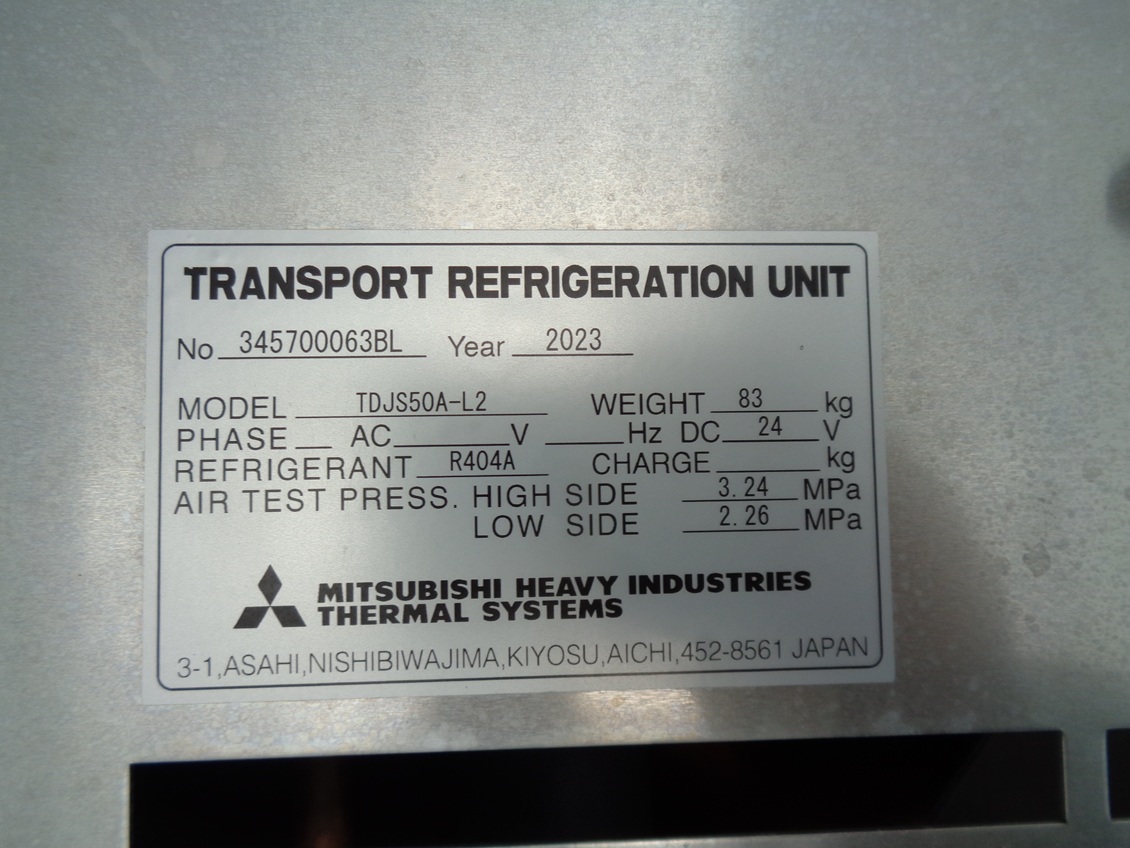 TRANSPORT REFRIGERATION UNIT
No 345700063BL Year 2023
MODEL TDJS50A-L2 WEIGHT 83 kg
PHASE AC V Hz DC 24 V
REFRIGERANT R404A CHARGE kg
AIR TEST PRESS. HIGH SIDE 3.24 MPa
LOW SIDE 2.26 MPa
MITSUBISHI HEAVY INDUSTRIES
THERMAL SYSTEMS
3-1,ASAHI,NISHIBIWAJIMA,KIYOSU,AICHI,452-8561 JAPAN